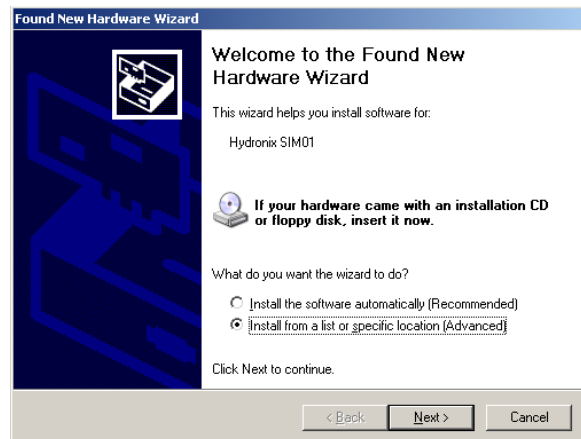 Found New Hardware Wizard
Welcome to the Found New
Hardware Wizard
This wizard helps you install software for:
Hydronix SIM01
If your hardware came with an installation CD
or floppy disk, insert it now.
What do you want the wizard to do?
Install the software automatically (Recommended)
Install from a list or specific location (Advanced)
Click Next to continue.
< Back
Next >
Cancel